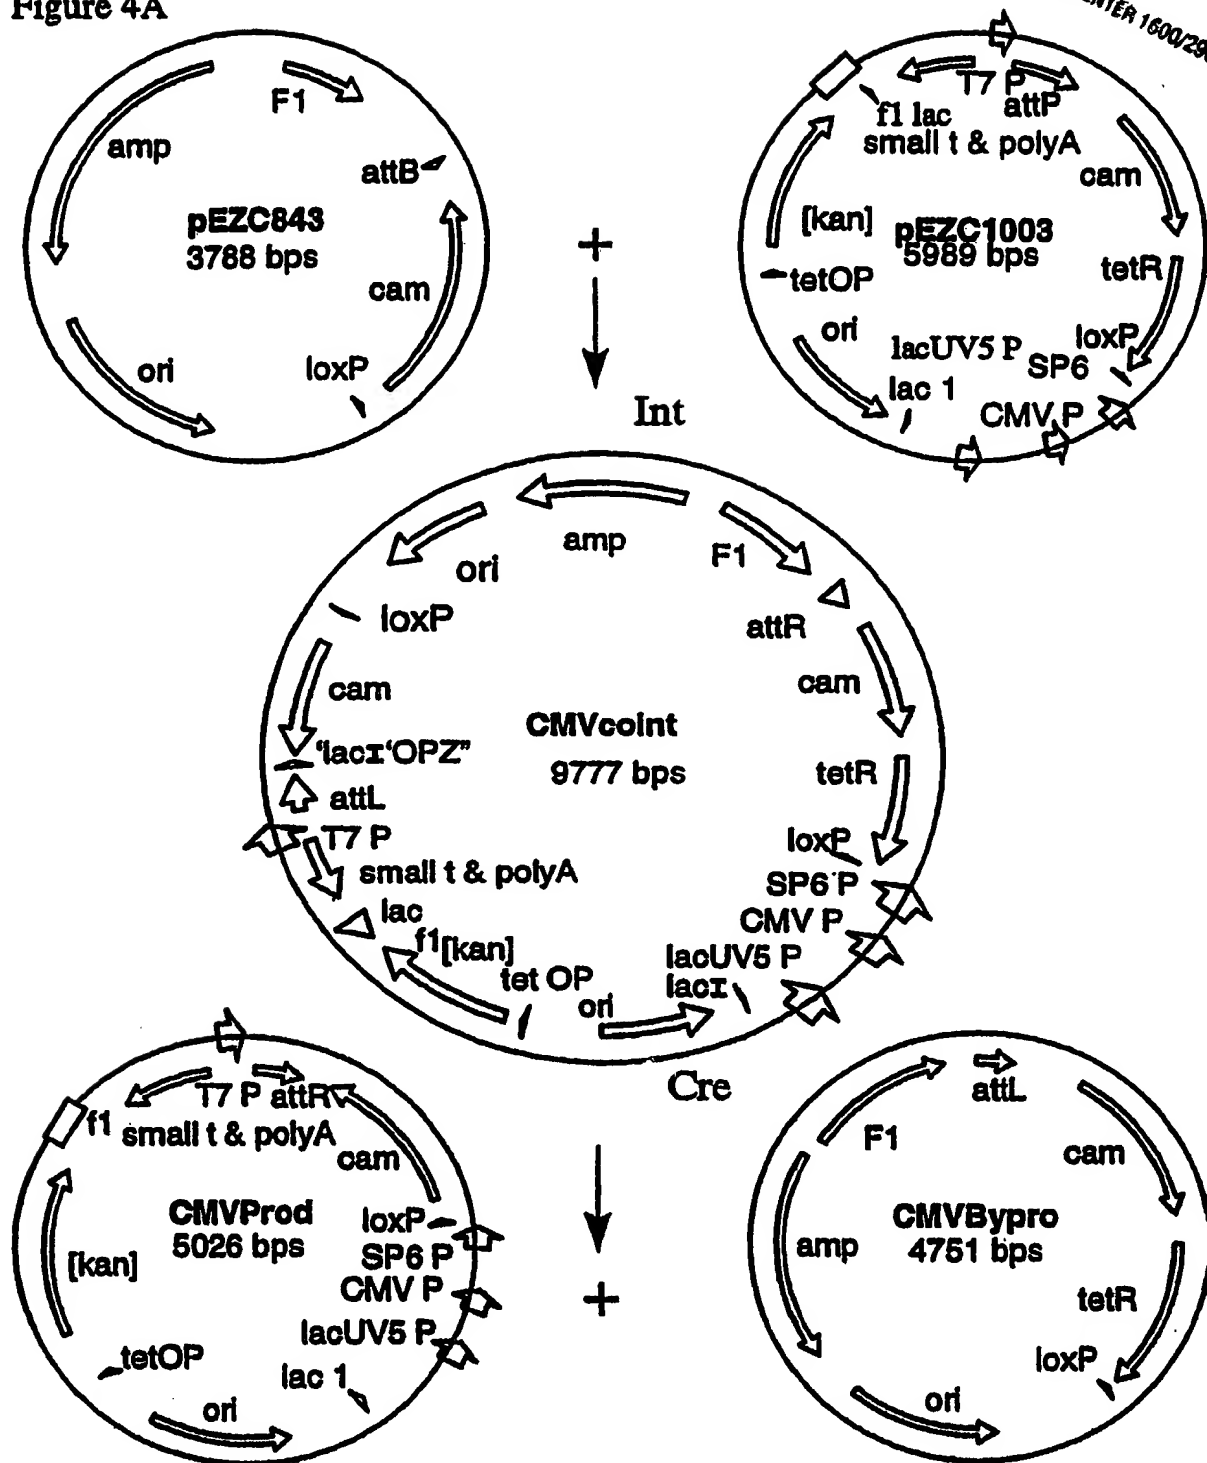 Figure 4A
ENTER 1600/290
F1
amp
attB
pEZC843
3788 bps
cam
loxP
ori
+
Int
T7 P
attP
f1 lac
small t & polyA
cam
[kan]
pEZC1003
5989 bps
tetR
tetOP
ori
loxP
lacUV5 P
SP6
lac 1
CMV P
amp
F1
ori
loxP
attR
cam
cam
CMVcoint
9777 bps
'lacI'OPZ"
tetR
attL
T7 P
loxP
small t & polyA
SP6 P
lac
CMV P
f1
[kan]
lacUV5 P
tet OP
lacI
ori
Cre
T7 P
attR
f1
small t & polyA
cam
CMVProd
5026 bps
loxP
SP6 P
[kan]
CMV P
lacUV5 P
tetOP
lac 1
ori
+
attL
F1
cam
CMVBypro
4751 bps
amp
tetR
loxP
ori